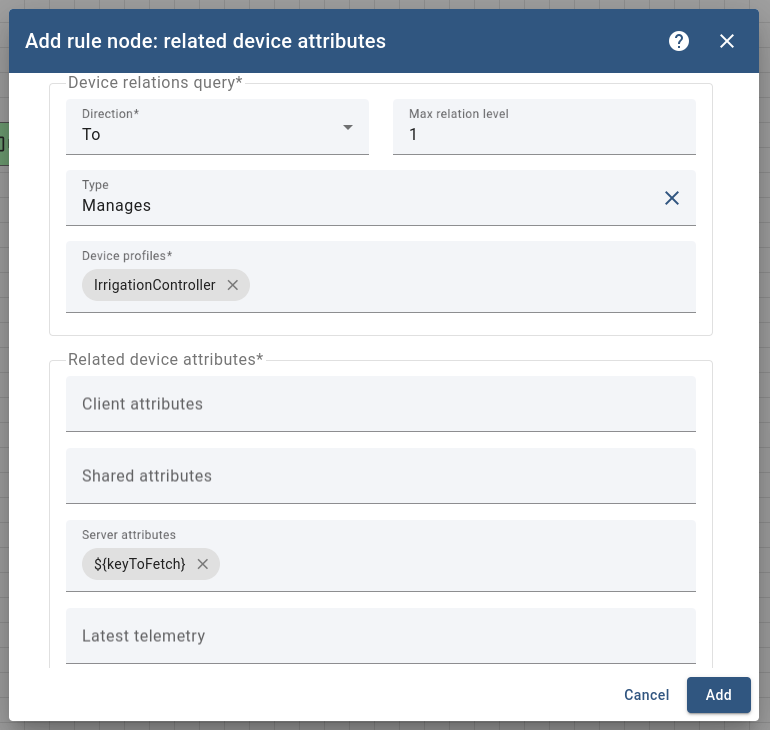 Add rule node: related device attributes
Device relations query*
Direction*
To
Max relation level
1
Type
Manages
Device profiles*
IrrigationController
Related device attributes*
Client attributes
Shared attributes
Server attributes
${keyToFetch}
Latest telemetry
Cancel
Add